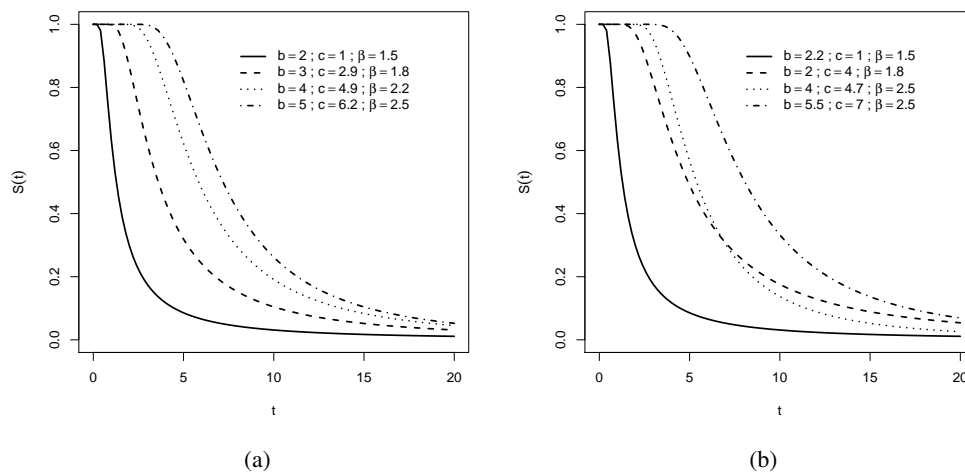 b = 2 ; c = 1 ; β = 1.5
b = 3 ; c = 2.9 ; β = 1.8
b = 4 ; c = 4.9 ; β = 2.2
b = 5 ; c = 6.2 ; β = 2.5
S(t)
0.0 0.2 0.4 0.6 0.8 1.0
0 5 10 15 20
t
(a)
b = 2.2 ; c = 1 ; β = 1.5
b = 2 ; c = 4 ; β = 1.8
b = 4 ; c = 4.7 ; β = 2.5
b = 5.5 ; c = 7 ; β = 2.5
S(t)
0.0 0.2 0.4 0.6 0.8 1.0
0 5 10 15 20
t
(b)